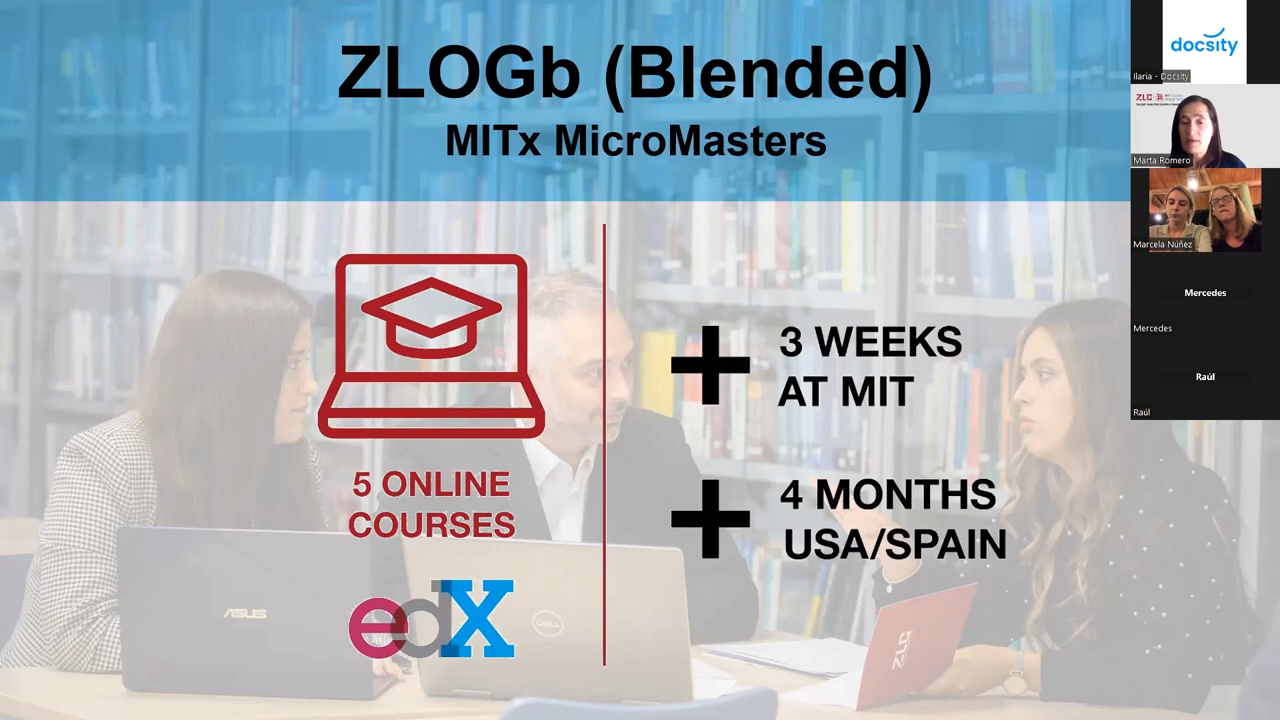 ZLOGb (Blended)
MITx MicroMasters
5 ONLINE
COURSES
edX
3 WEEKS
AT MIT
4 MONTHS
USA/SPAIN
ASUS
DELL
ZLC
docsity
Ilaria - Docsity
ZLC
Marta Romero
Marcela Núñez
Mercedes
Mercedes
Raúl
Raúl